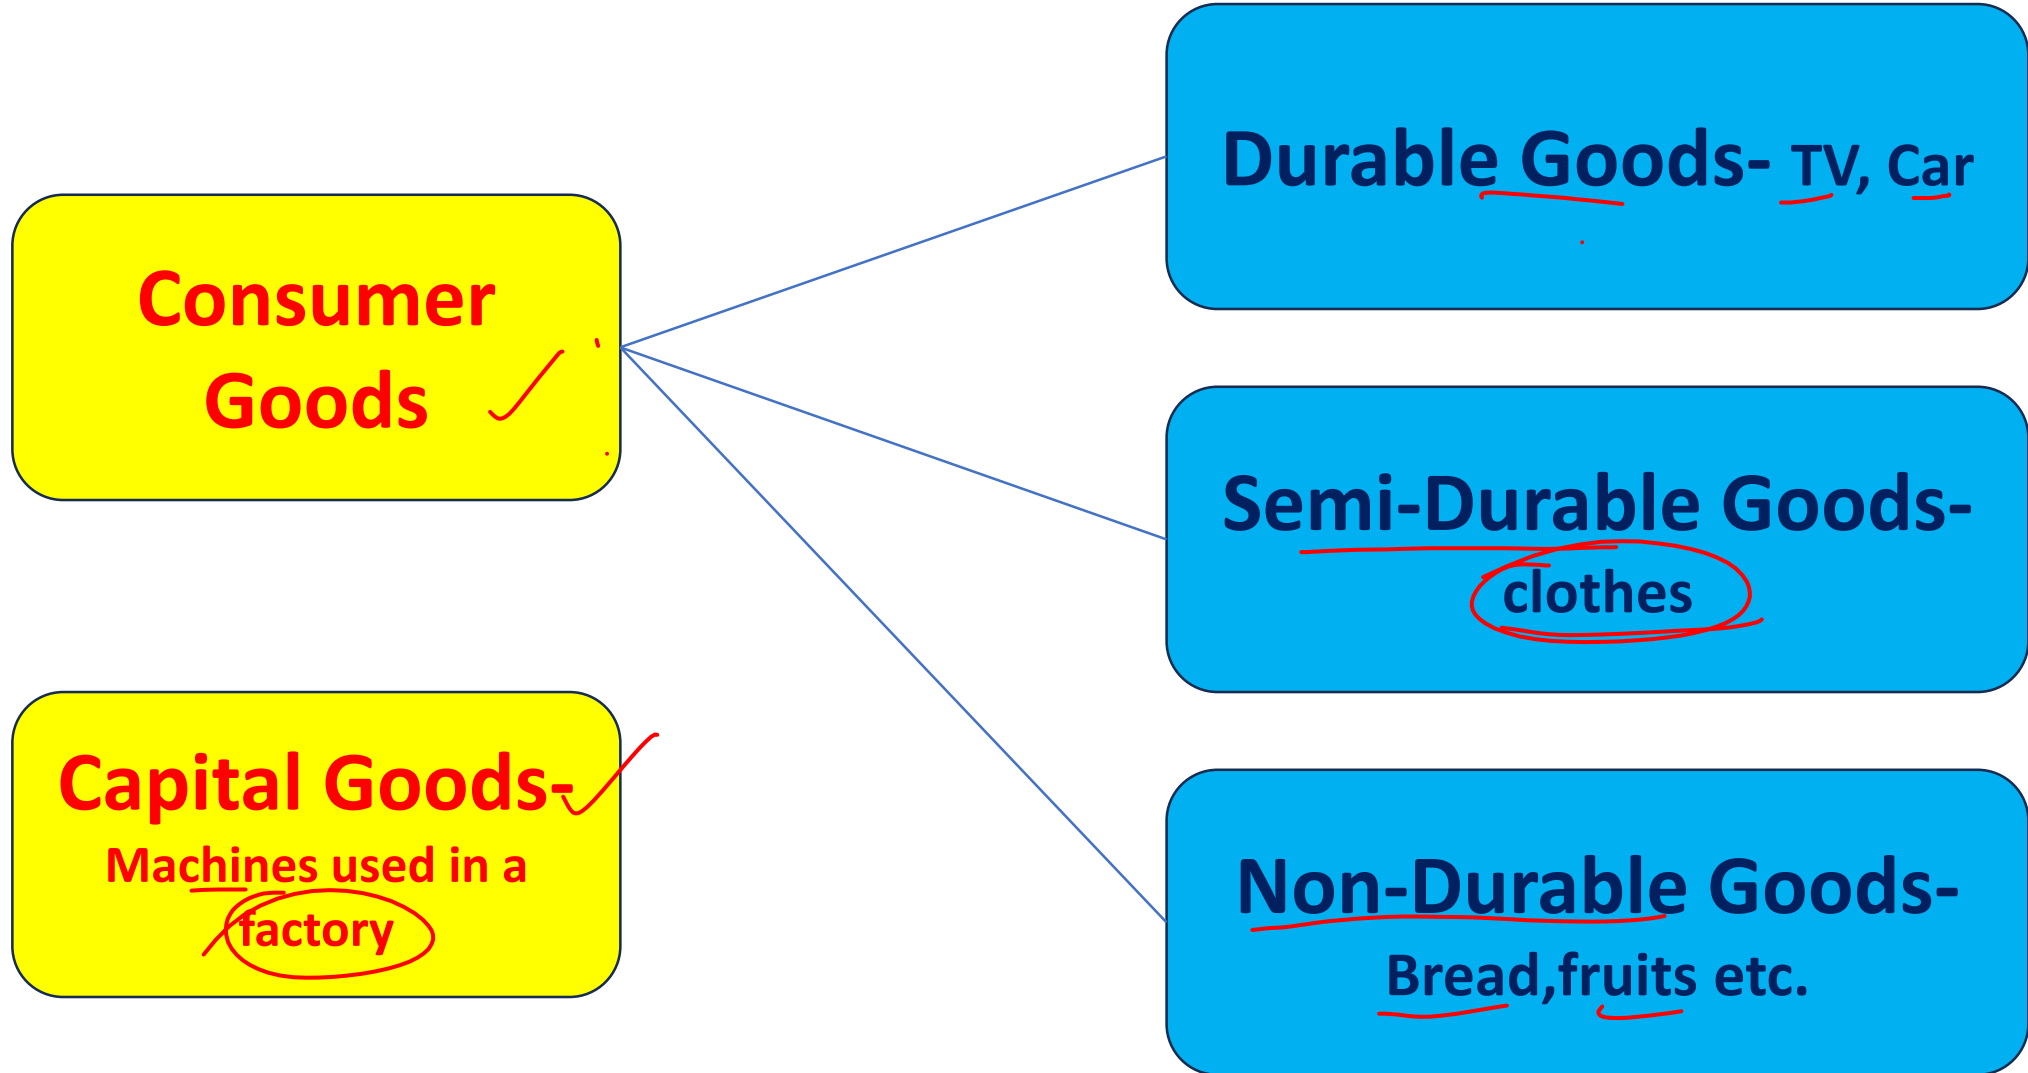 Consumer
Goods
Capital Goods-
Machines used in a
factory
Durable Goods- TV, Car
Semi-Durable Goods-
clothes
Non-Durable Goods-
Bread,fruits etc.